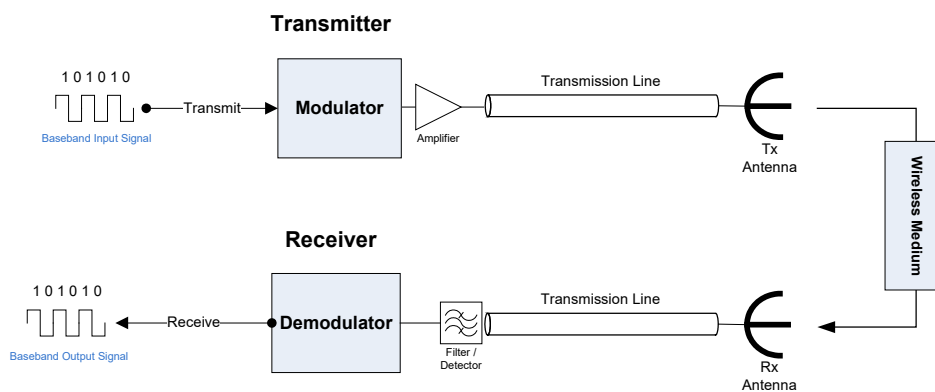 Transmitter
1 0 1 0 1 0
Transmit
Baseband Input Signal
Modulator
Amplifier
Transmission Line
Tx
Antenna
Wireless Medium
Receiver
1 0 1 0 1 0
Receive
Baseband Output Signal
Demodulator
Filter /
Detector
Transmission Line
Rx
Antenna